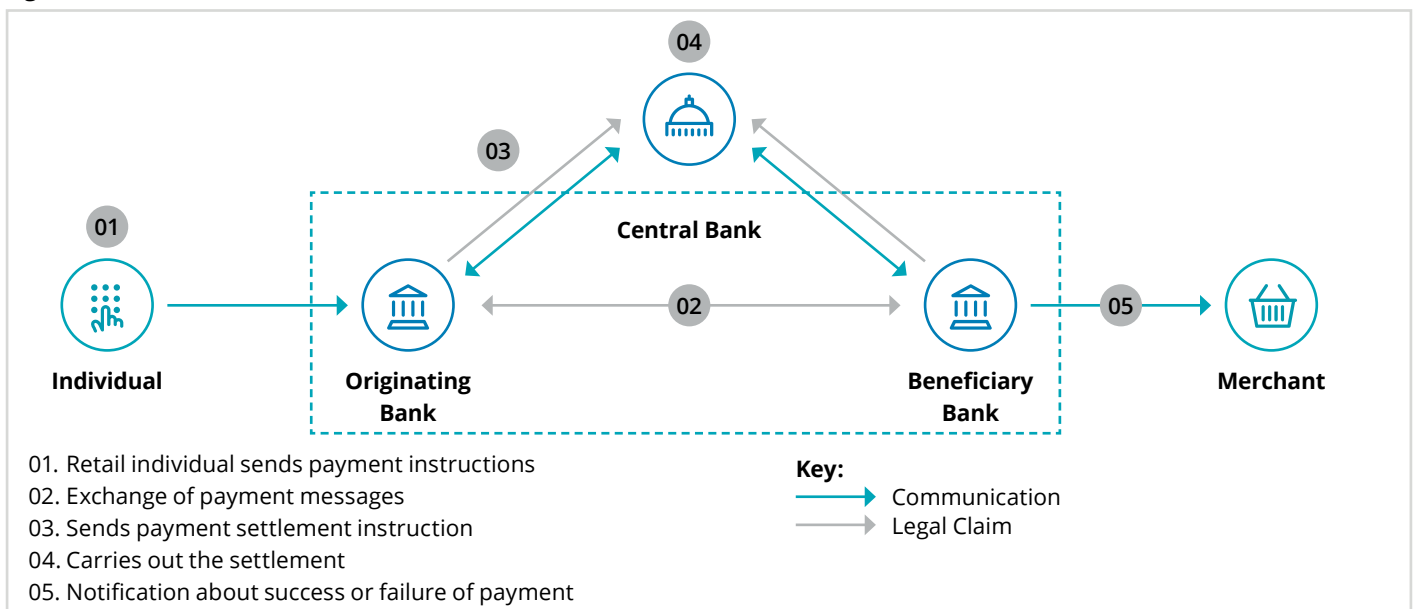 04
03
01
Central Bank
02
05
Individual
Originating
Bank
Beneficiary
Bank
Merchant
01. Retail individual sends payment instructions
02. Exchange of payment messages
03. Sends payment settlement instruction
04. Carries out the settlement
05. Notification about success or failure of payment
Key:
Communication
Legal Claim